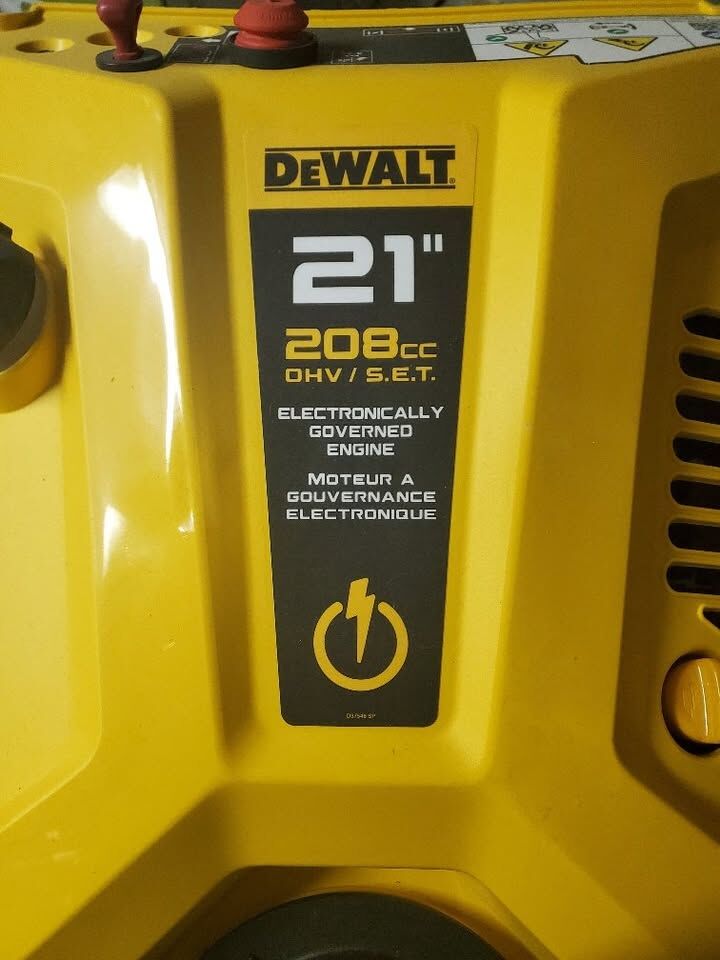 DEWALT®
21"
208cc
OHV / S.E.T.
ELECTRONICALLY
GOVERNED
ENGINE
MOTEUR A
GOUVERNANCE
ELECTRONIQUE